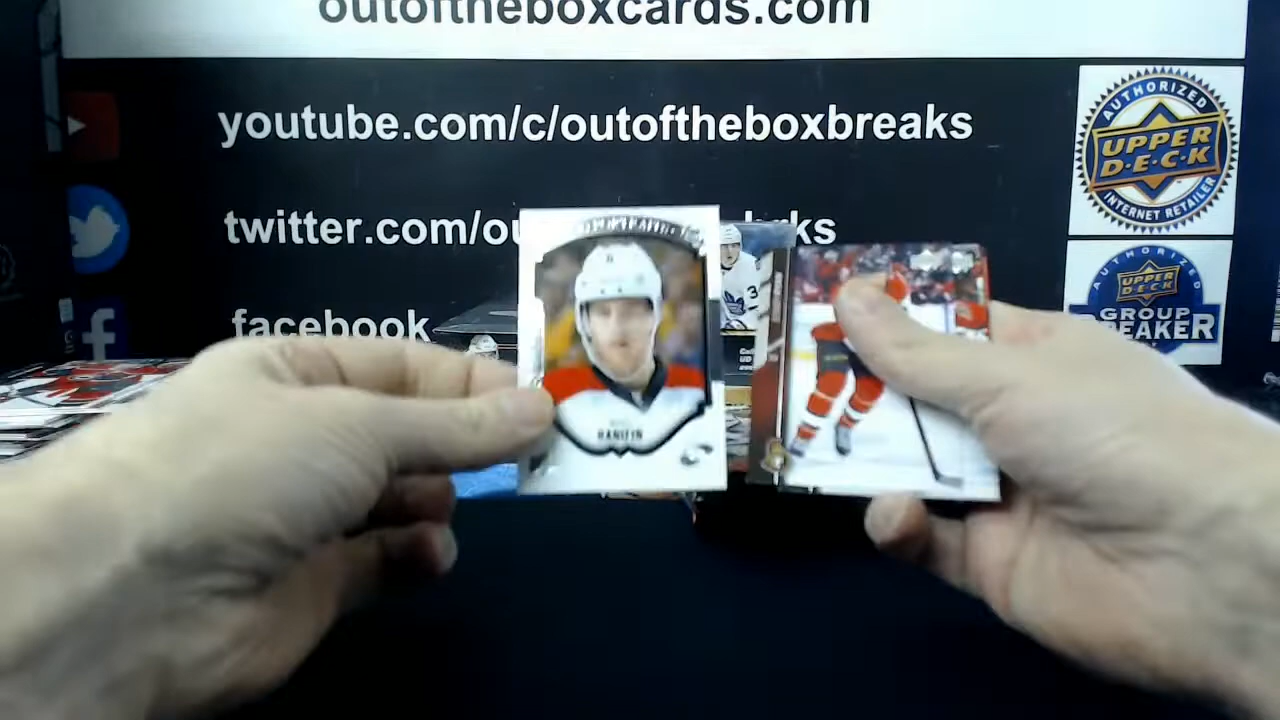 outoftheboxcards.com
youtube.com/c/outoftheboxbreaks
twitter.com/ou
rks
facebook
AUTHORIZED
UPPER
D·E·C·K
INTERNET RETAILER
AUTHORIZED
UPPER
DECK
GROUP
BREAKER
HANIFIN